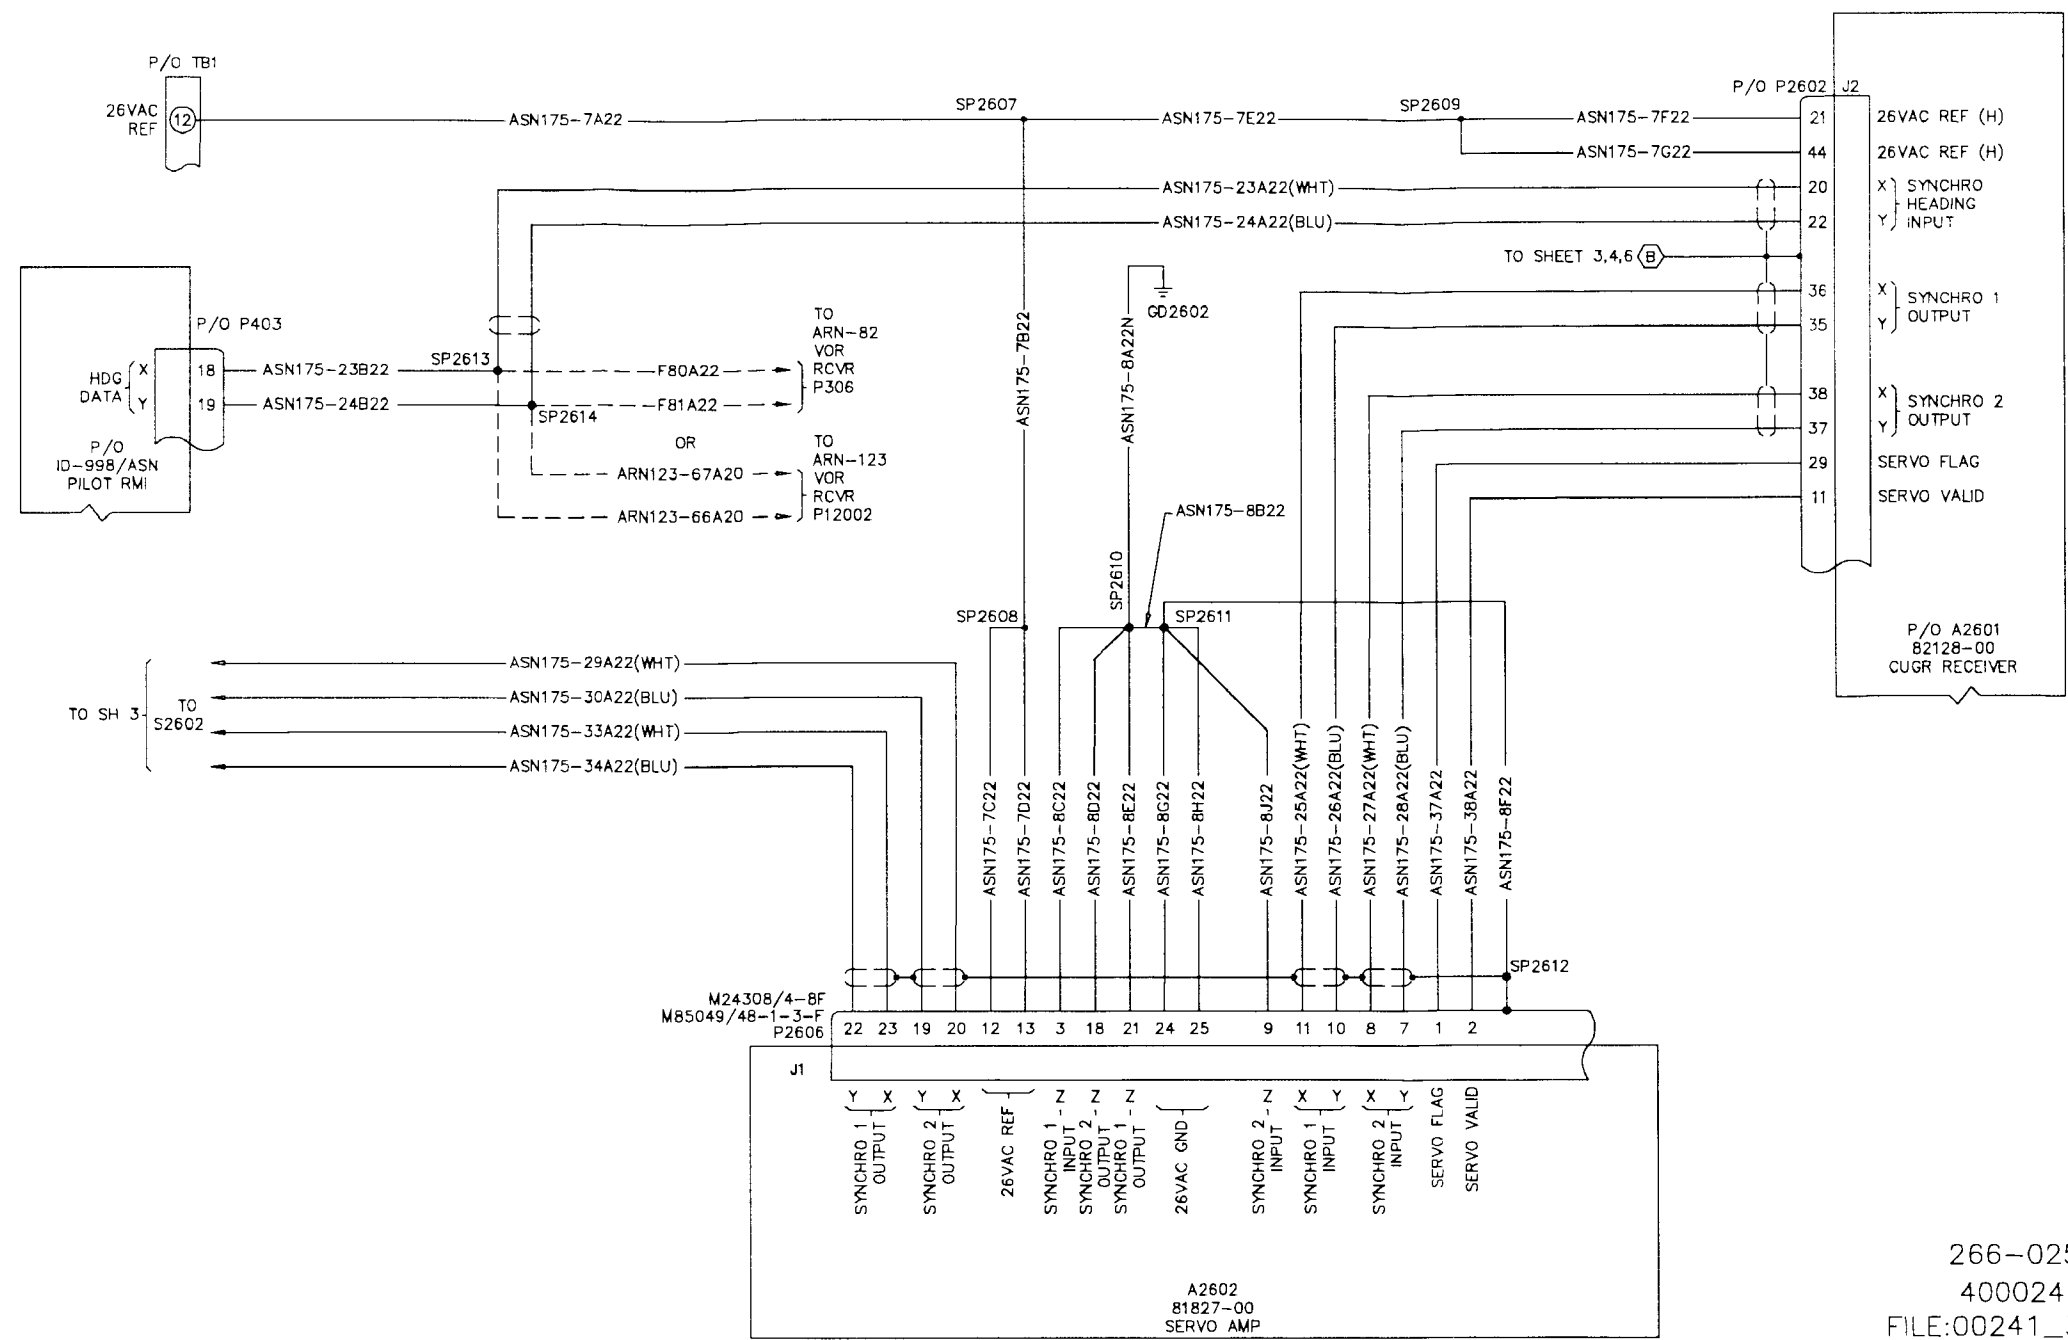 P/O TB1
26VAC
REF
12
ASN175-7A22
SP2607
ASN175-7E22
SP2609
ASN175-7F22
ASN175-7G22
P/O P2602
J2
21
26VAC REF (H)
44
26VAC REF (H)
ASN175-23A22(WHT)
20
X
SYNCHRO
HEADING
INPUT
ASN175-24A22(BLU)
22
Y
TO SHEET 3,4,6
B
36
X
SYNCHRO 1
OUTPUT
35
Y
38
X
SYNCHRO 2
OUTPUT
37
Y
29
SERVO FLAG
11
SERVO VALID
P/O A2601
82128-00
CUGR RECEIVER
P/O P403
HDG
DATA
X
18
ASN175-23B22
SP2613
Y
19
ASN175-24B22
SP2614
P/O
ID-998/ASN
PILOT RMI
F80A22
F81A22
TO
ARN-82
VOR
RCVR
P306
OR
ARN123-67A20
ARN123-66A20
TO
ARN-123
VOR
RCVR
P12002
ASN175-7B22
ASN175-8A22N
GD2602
ASN175-8B22
SP2608
SP2610
SP2611
TO SH 3
TO
S2602
ASN175-29A22(WHT)
ASN175-30A22(BLU)
ASN175-33A22(WHT)
ASN175-34A22(BLU)
ASN175-7C22
ASN175-7D22
ASN175-8C22
ASN175-8D22
ASN175-8E22
ASN175-8G22
ASN175-8H22
ASN175-8J22
ASN175-25A22(WHT)
ASN175-26A22(BLU)
ASN175-27A22(WHT)
ASN175-28A22(BLU)
ASN175-37A22
ASN175-38A22
ASN175-8F22
SP2612
M24308/4-8F
M85049/48-1-3-F
P2606
22 23 19 20 12 13 3 18 21 24 25 9 11 10 8 7 1 2
J1
Y X
SYNCHRO 1
OUTPUT
Y X
SYNCHRO 2
OUTPUT
26VAC REF
SYNCHRO 1 - Z
INPUT
SYNCHRO 2 - Z
OUTPUT
SYNCHRO 1 - Z
OUTPUT
26VAC GND
SYNCHRO 2 - Z
INPUT
X Y
SYNCHRO 1
INPUT
X Y
SYNCHRO 2
INPUT
SERVO FLAG
SERVO VALID
A2602
81827-00
SERVO AMP
266-025
400024
FILE:00241_